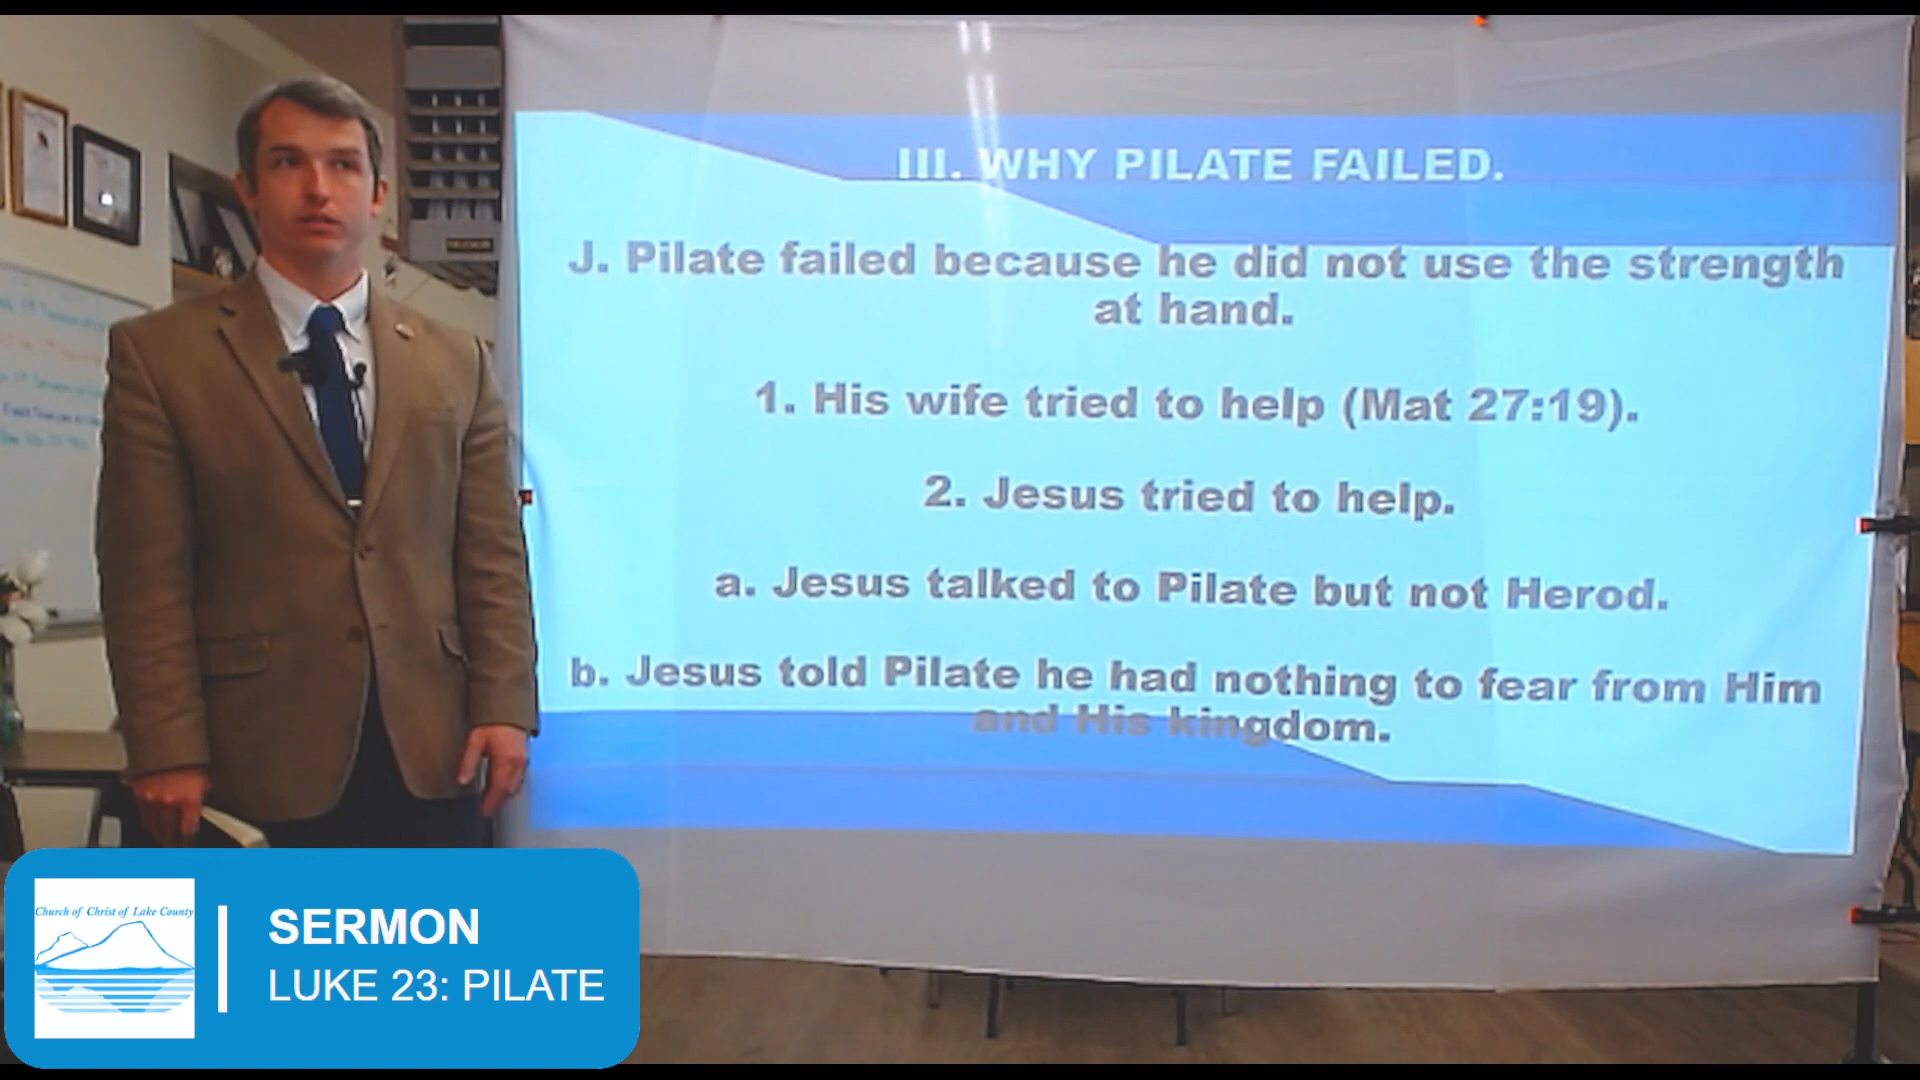 III. WHY PILATE FAILED.
J. Pilate failed because he did not use the strength
at hand.
1. His wife tried to help (Mat 27:19).
2. Jesus tried to help.
a. Jesus talked to Pilate but not Herod.
b. Jesus told Pilate he had nothing to fear from Him
and His kingdom.
Church of Christ of Lake County
SERMON
LUKE 23: PILATE